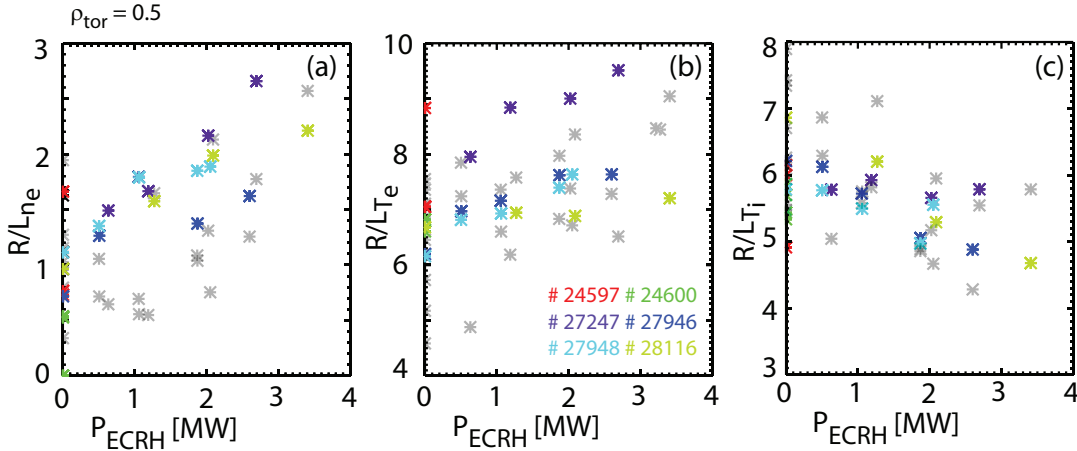 ρtor = 0.5
(a)
R/Lne
3
2
1
0
0 1 2 3 4
PECRH [MW]
(b)
R/LTe
10
8
6
4
# 24597 # 24600
# 27247 # 27946
# 27948 # 28116
0 1 2 3 4
PECRH [MW]
(c)
R/LTi
8
7
6
5
4
3
0 1 2 3 4
PECRH [MW]